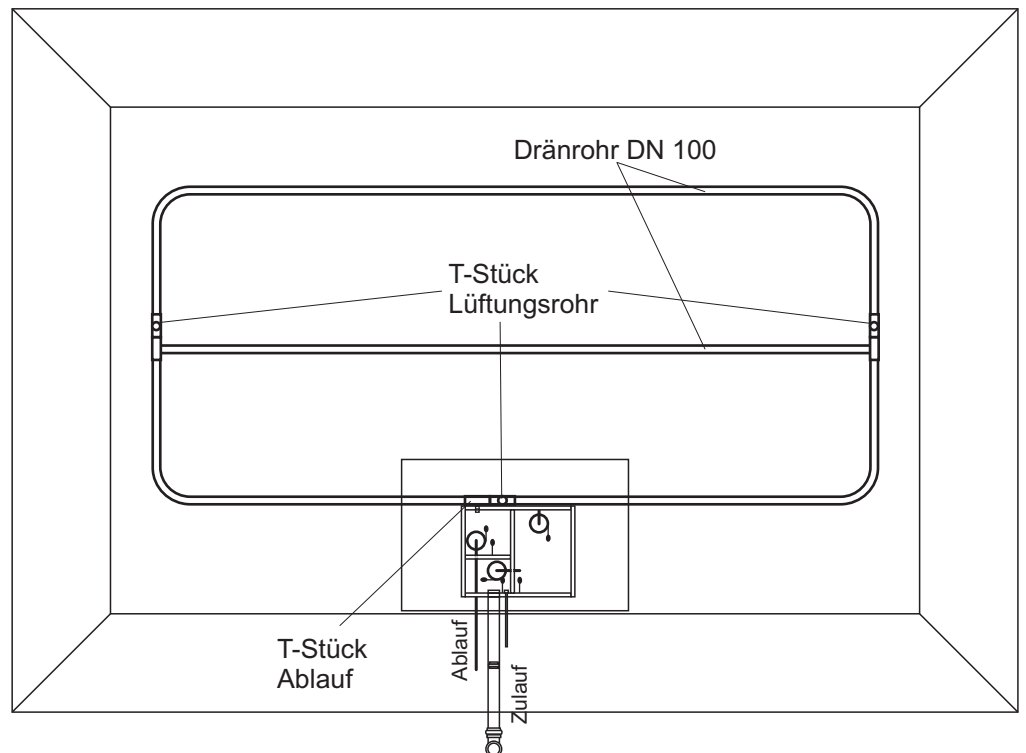 Dränrohr DN 100
T-Stück
Lüftungsrohr
T-Stück
Ablauf
Ablauf
Zulauf